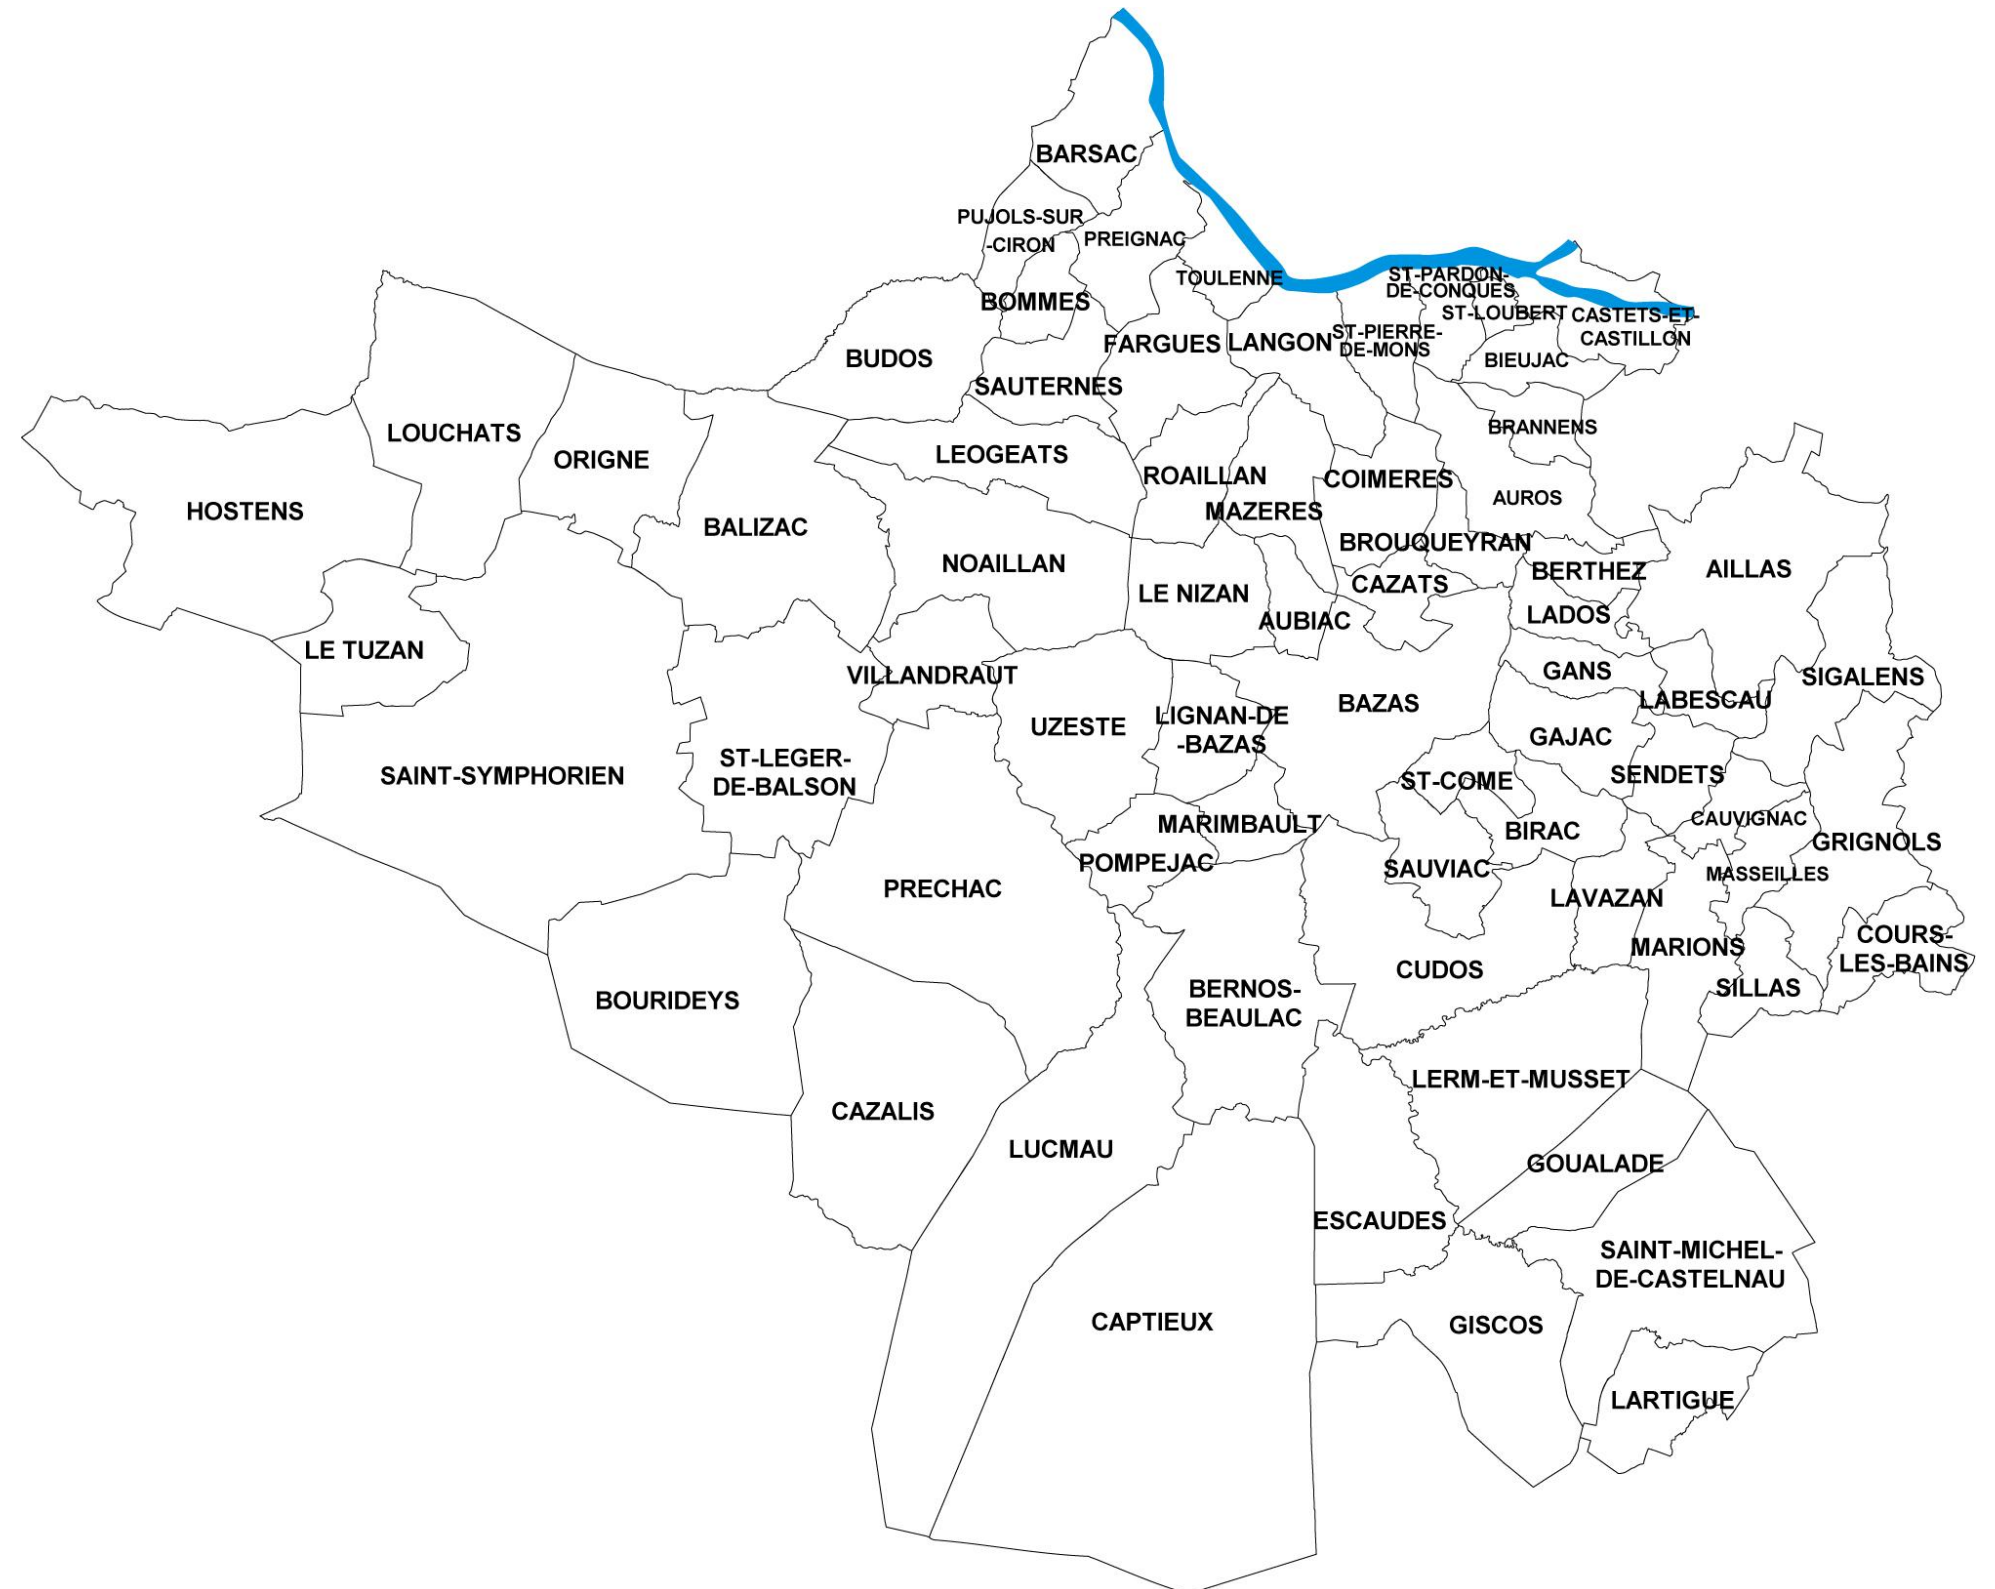 BARSAC
PUJOLS-SUR
-CIRON
PREIGNAC
TOULENNE
ST-PARDON-
DE-CONQUES
BOMMES
ST-LOUBERT
CASTETS-ET-
CASTILLON
BUDOS
FARGUES
LANGON
ST-PIERRE-
DE-MONS
BIEUJAC
SAUTERNES
LOUCHATS
ORIGNE
LEOGEATS
BRANNENS
ROAILLAN
COIMERES
AUROS
HOSTENS
BALIZAC
MAZERES
BROUQUEYRAN
NOAILLAN
BERTHEZ
AILLAS
LE NIZAN
CAZATS
AUBIAC
LADOS
LE TUZAN
VILLANDRAUT
GANS
SIGALENS
BAZAS
LABESCAU
UZESTE
LIGNAN-DE
-BAZAS
GAJAC
SAINT-SYMPHORIEN
ST-LEGER-
DE-BALSON
ST-COME
SENDETS
MARIMBAULT
BIRAC
CAUVIGNAC
GRIGNOLS
POMPEJAC
SAUVIAC
MASSEILLES
PRECHAC
LAVAZAN
MARIONS
COURS-
LES-BAINS
CUDOS
SILLAS
BOURIDEYS
BERNOS-
BEAULAC
LERM-ET-MUSSET
CAZALIS
LUCMAU
GOUALADE
ESCAUDES
SAINT-MICHEL-
DE-CASTELNAU
CAPTIEUX
GISCOS
LARTIGUE